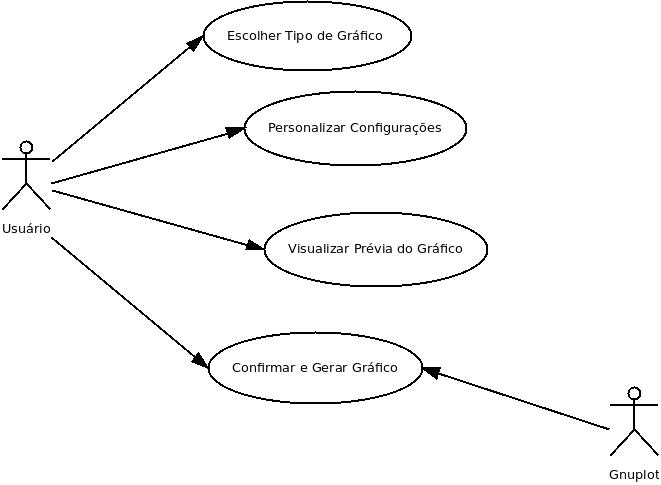 Escolher Tipo de Gráfico
Personalizar Configurações
Usuário
Visualizar Prévia do Gráfico
Confirmar e Gerar Gráfico
Gnuplot